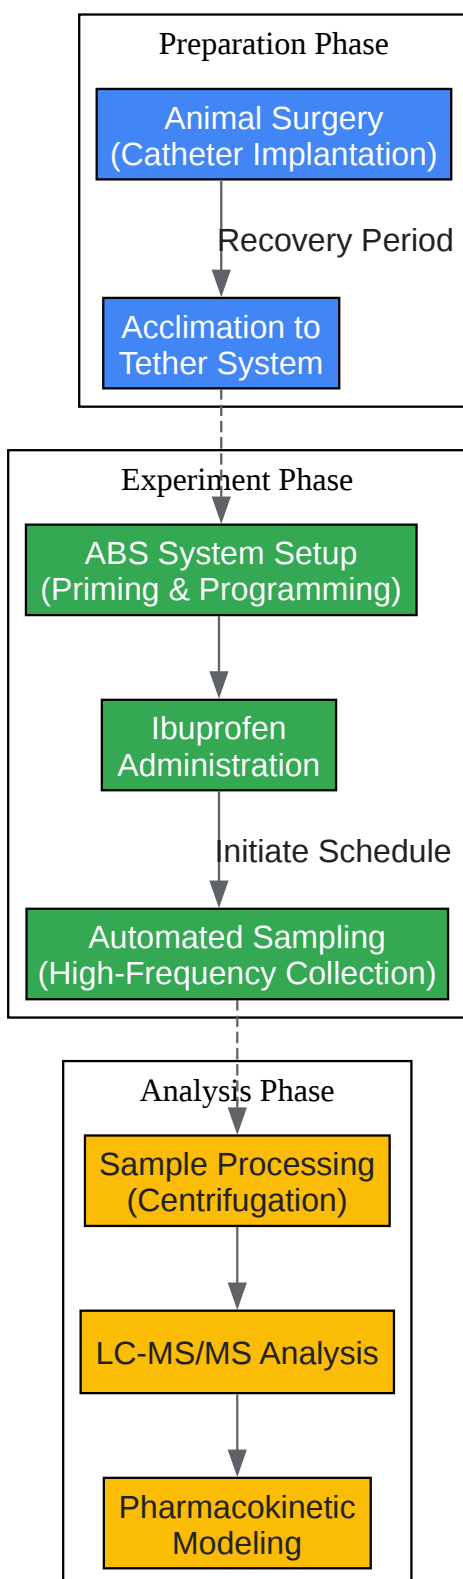 Preparation Phase
Animal Surgery
(Catheter Implantation)
Recovery Period
Acclimation to
Tether System
Experiment Phase
ABS System Setup
(Priming & Programming)
Ibuprofen
Administration
Initiate Schedule
Automated Sampling
(High-Frequency Collection)
Analysis Phase
Sample Processing
(Centrifugation)
LC-MS/MS Analysis
Pharmacokinetic
Modeling